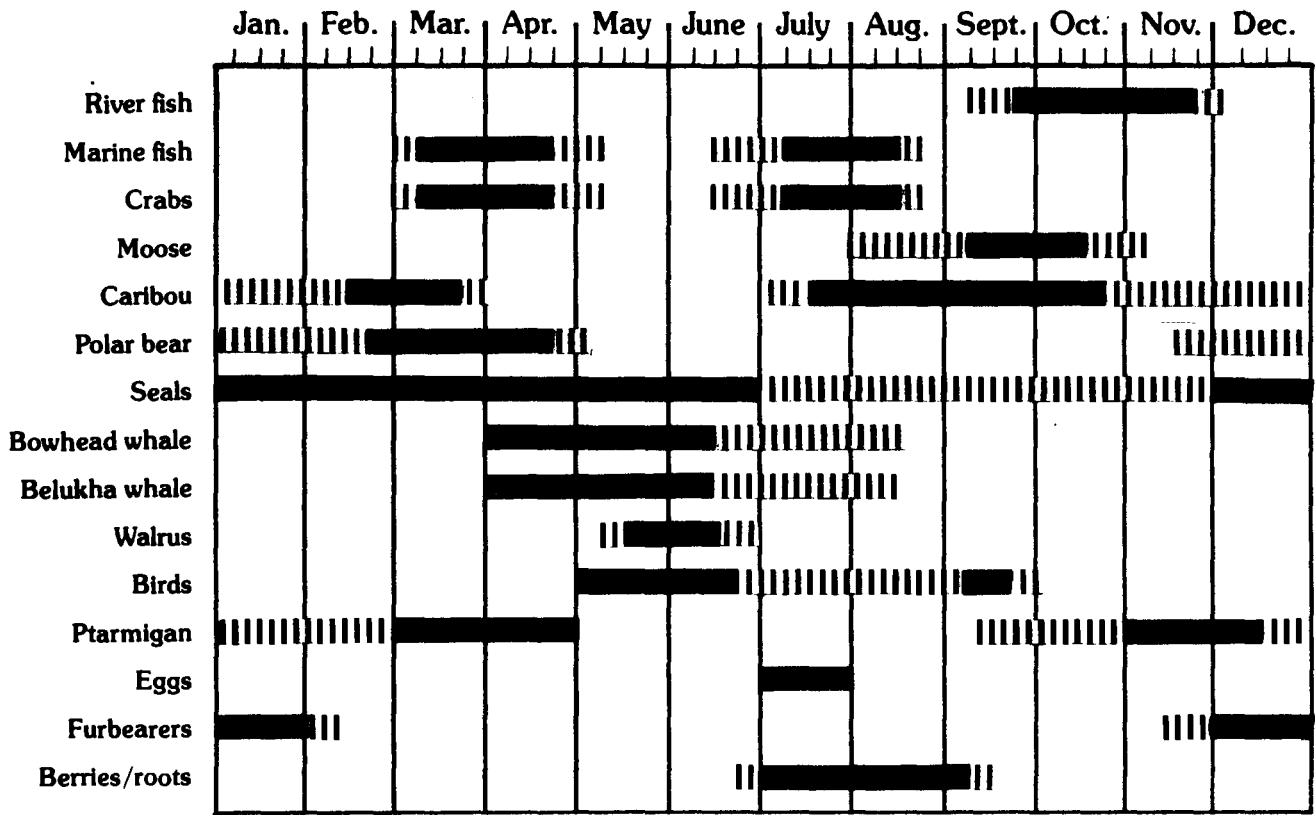 Jan. Feb. Mar. Apr. May June July Aug. Sept. Oct. Nov. Dec.
River fish
Marine fish
Crabs
Moose
Caribou
Polar bear
Seals
Bowhead whale
Belukha whale
Walrus
Birds
Ptarmigan
Eggs
Furbearers
Berries/roots